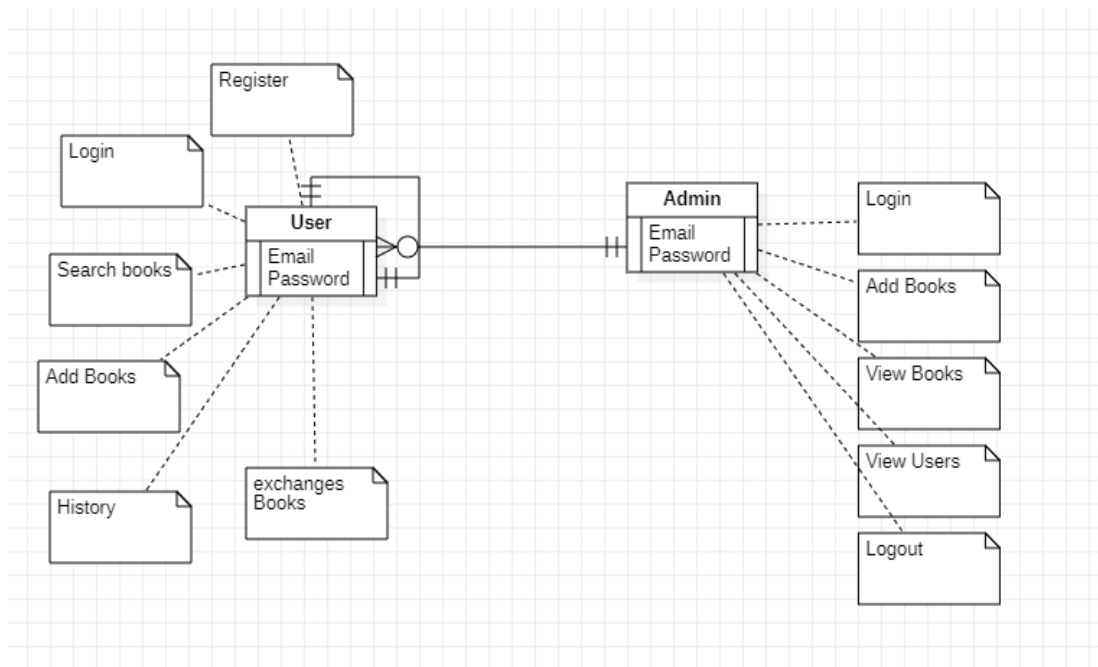 Register
Login
User
Email
Password
Search books
Add Books
History
exchanges
Books
Admin
Email
Password
Login
Add Books
View Books
View Users
Logout